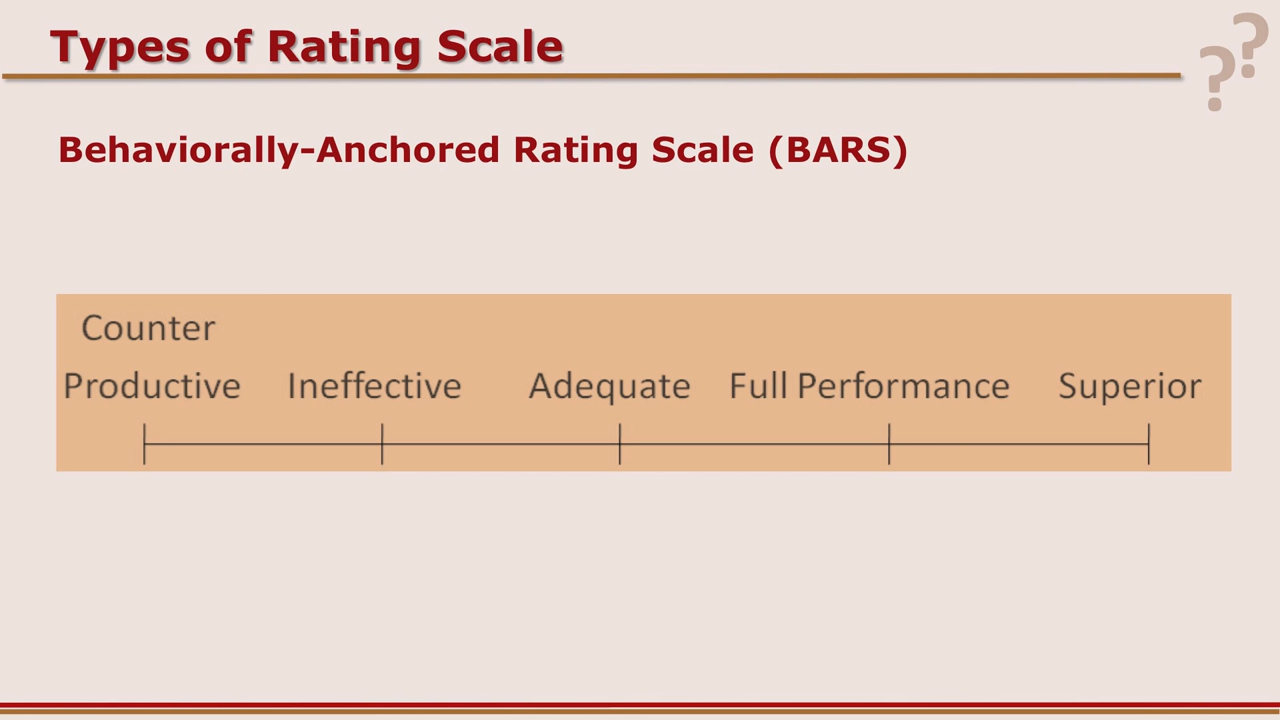 Types of Rating Scale
??
Behaviorally-Anchored Rating Scale (BARS)
Counter
Productive Ineffective Adequate Full Performance Superior